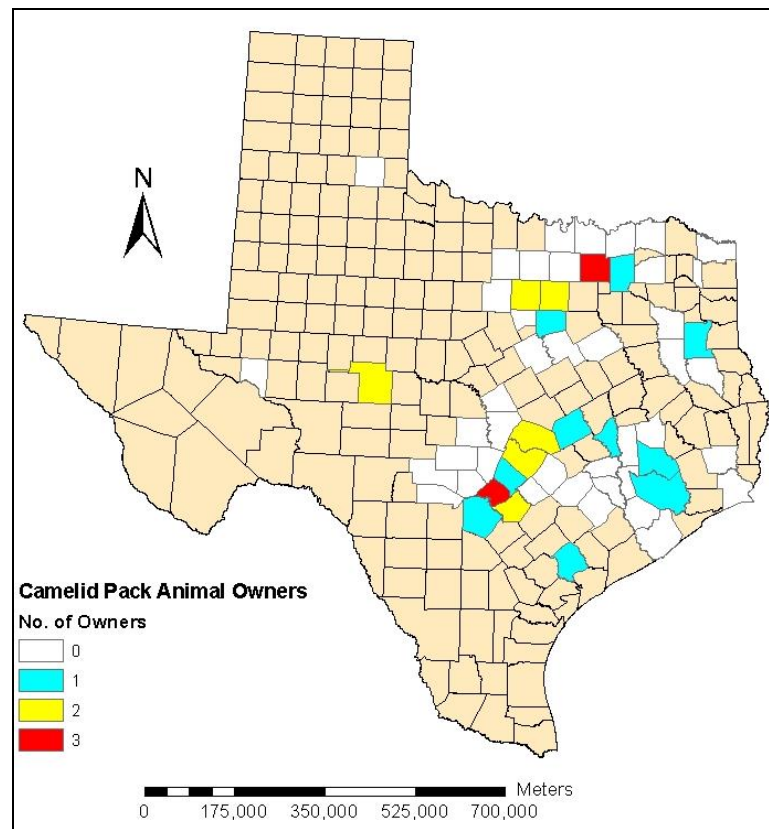 N
Camelid Pack Animal Owners
No. of Owners
0
1
2
3
Meters
0 175,000 350,000 525,000 700,000